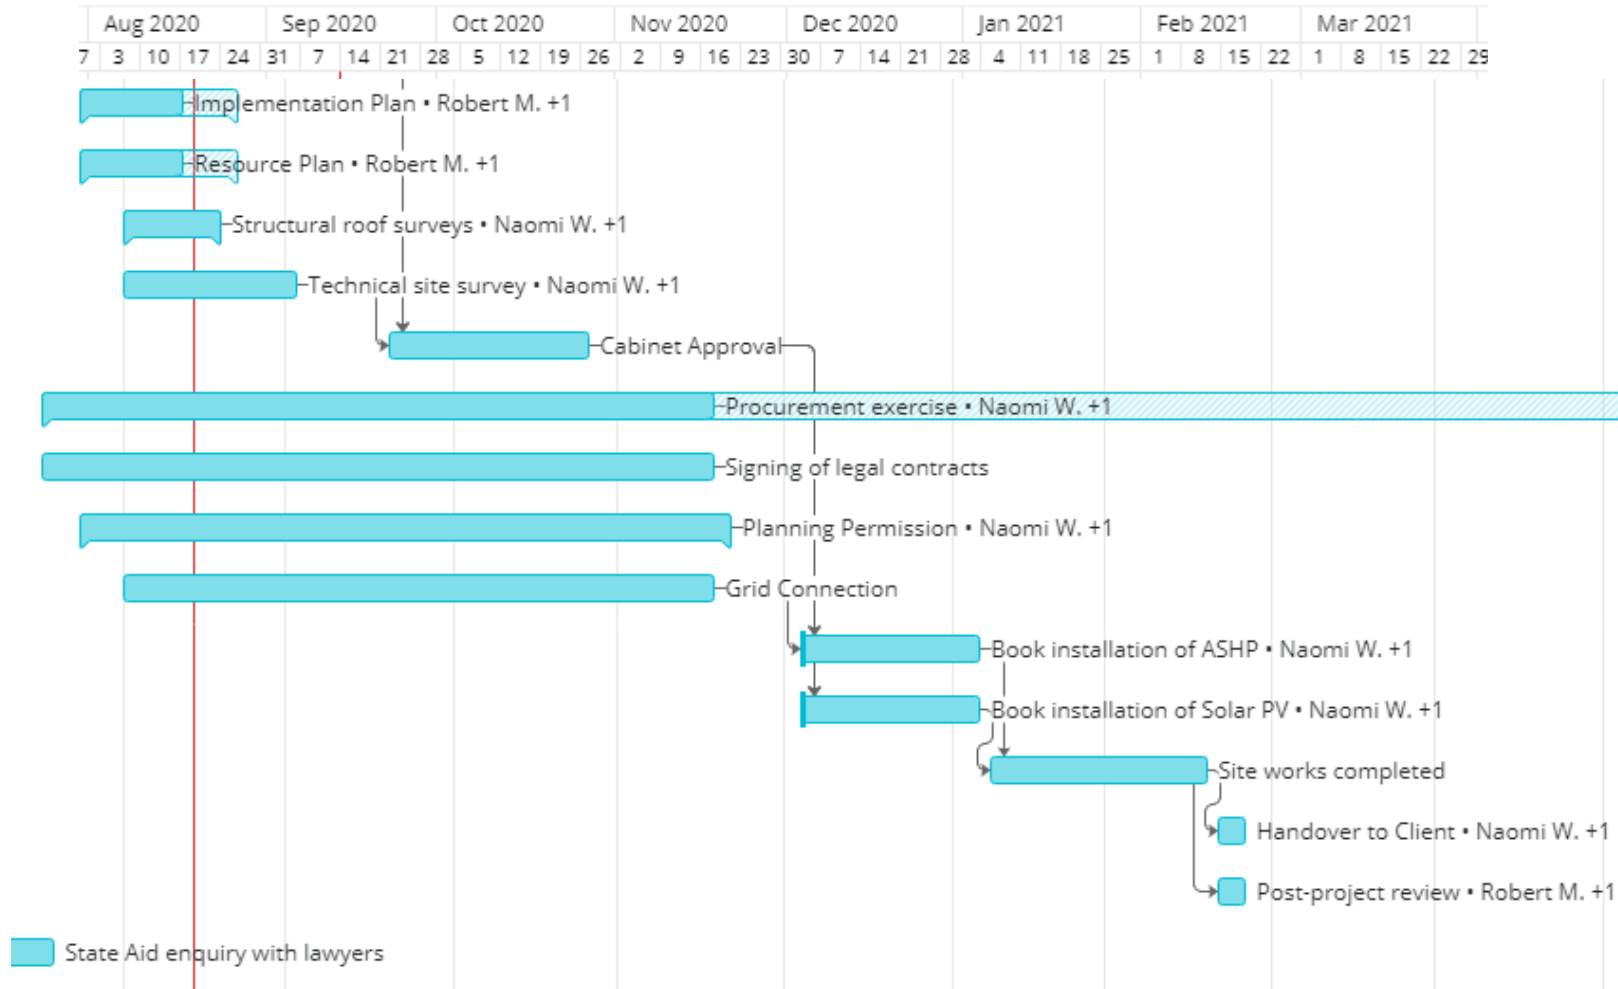 Aug 2020 Sep 2020 Oct 2020 Nov 2020 Dec 2020 Jan 2021 Feb 2021 Mar 2021
7 3 10 17 24 31 7 14 21 28 5 12 19 26 2 9 16 23 30 7 14 21 28 4 11 18 25 1 8 15 22 1 8 15 22 29
Implementation Plan • Robert M. +1
Resource Plan • Robert M. +1
Structural roof surveys • Naomi W. +1
Technical site survey • Naomi W. +1
Cabinet Approval
Procurement exercise • Naomi W. +1
Signing of legal contracts
Planning Permission • Naomi W. +1
Grid Connection
Book installation of ASHP • Naomi W. +1
Book installation of Solar PV • Naomi W. +1
Site works completed
Handover to Client • Naomi W. +1
Post-project review • Robert M. +1
State Aid enquiry with lawyers